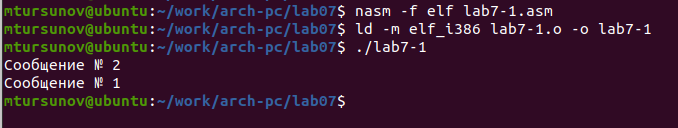 mtursunov@ubuntu:~/work/arch-pc/lab07$ nasm -f elf lab7-1.asm
mtursunov@ubuntu:~/work/arch-pc/lab07$ ld -m elf_i386 lab7-1.o -o lab7-1
mtursunov@ubuntu:~/work/arch-pc/lab07$ ./lab7-1
Сообщение № 2
Сообщение № 1
mtursunov@ubuntu:~/work/arch-pc/lab07$